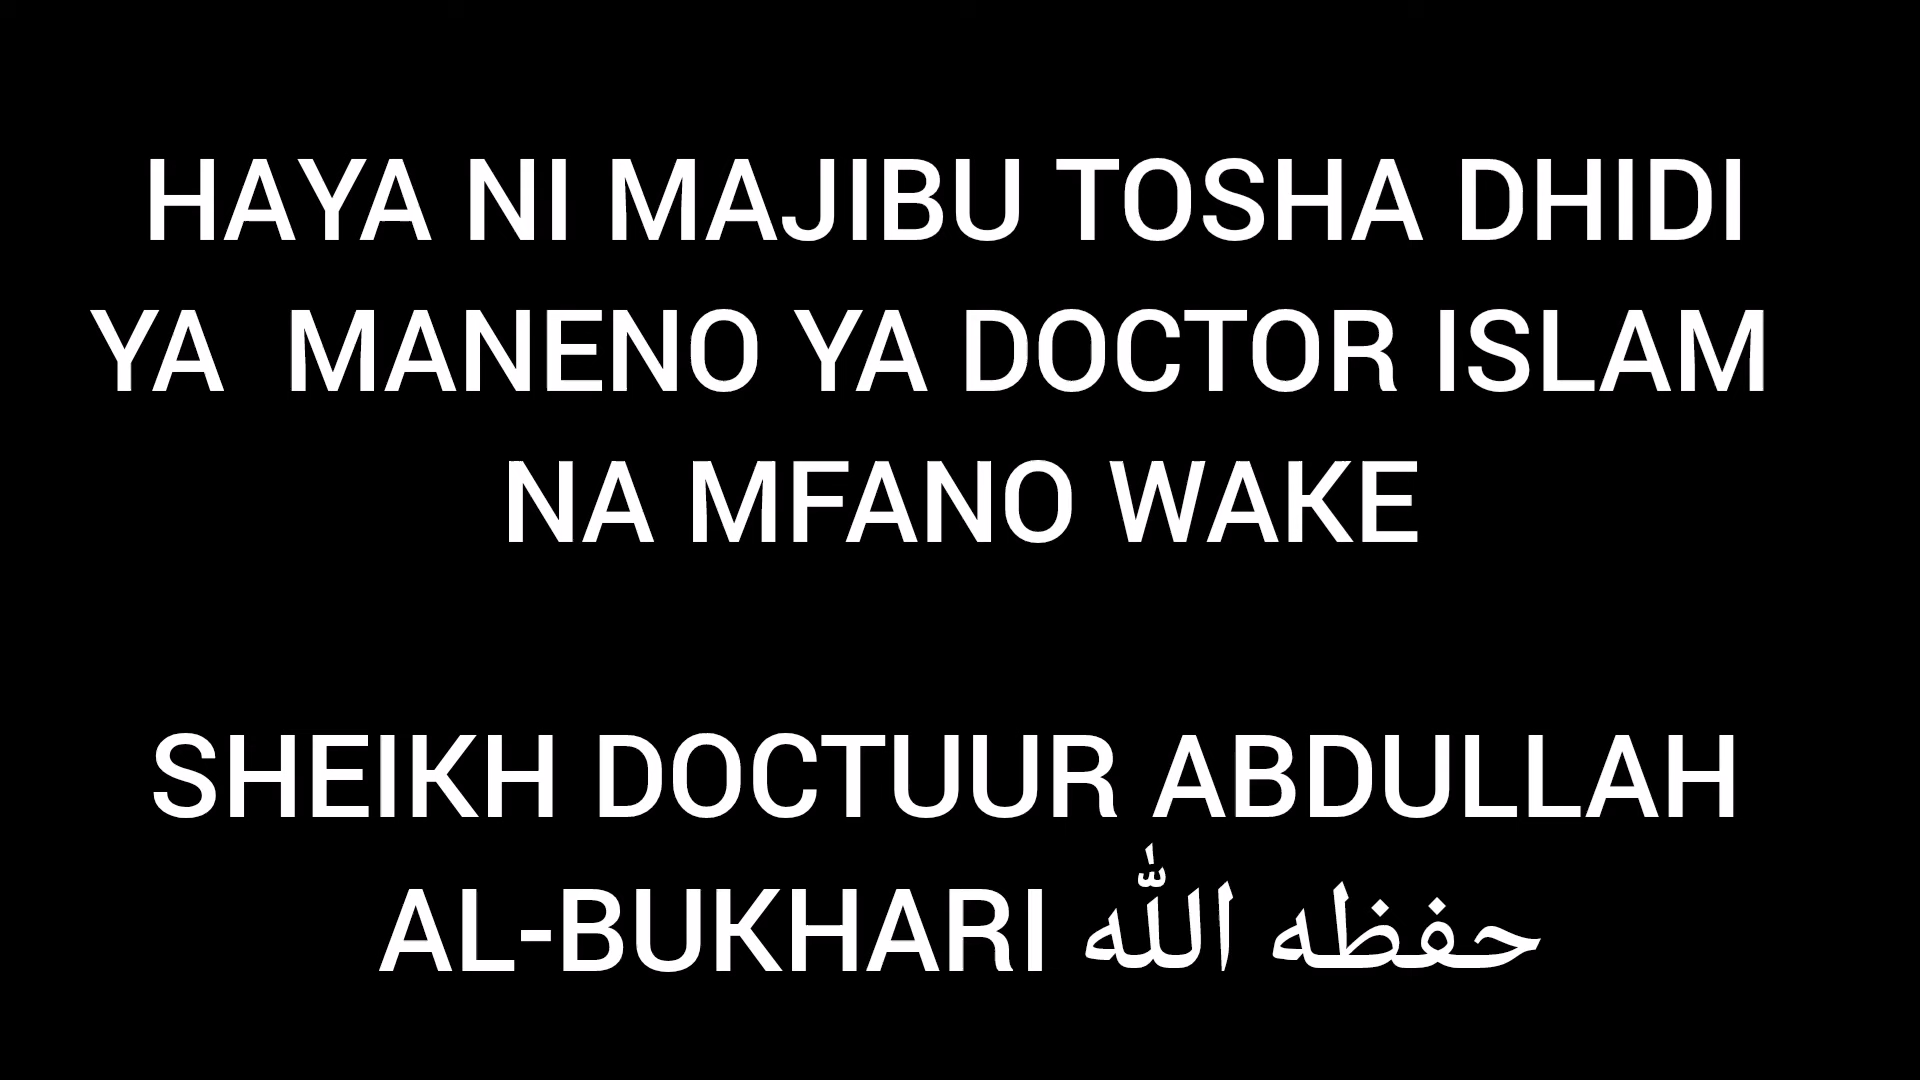 HAYA NI MAJIBU TOSHA DHIDI
YA MANENO YA DOCTOR ISLAM
NA MFANO WAKE
SHEIKH DOCTUUR ABDULLAH
AL-BUKHARI حفظه الله